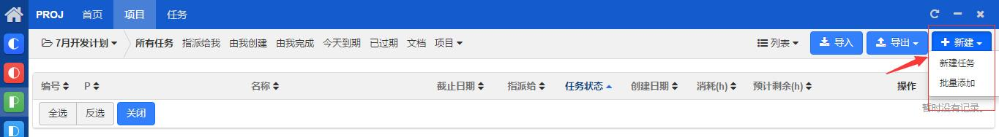 PROJ 首页 项目 任务
7月开发计划 所有任务 指派给我 由我创建 由我完成 今天到期 已过期 文档 项目 列表 导入 导出 新建
新建任务
批量添加
编号 P 名称 截止日期 指派给 任务状态 创建日期 消耗(h) 预计剩余(h) 操作
全选 反选 关闭 暂时没有记录。